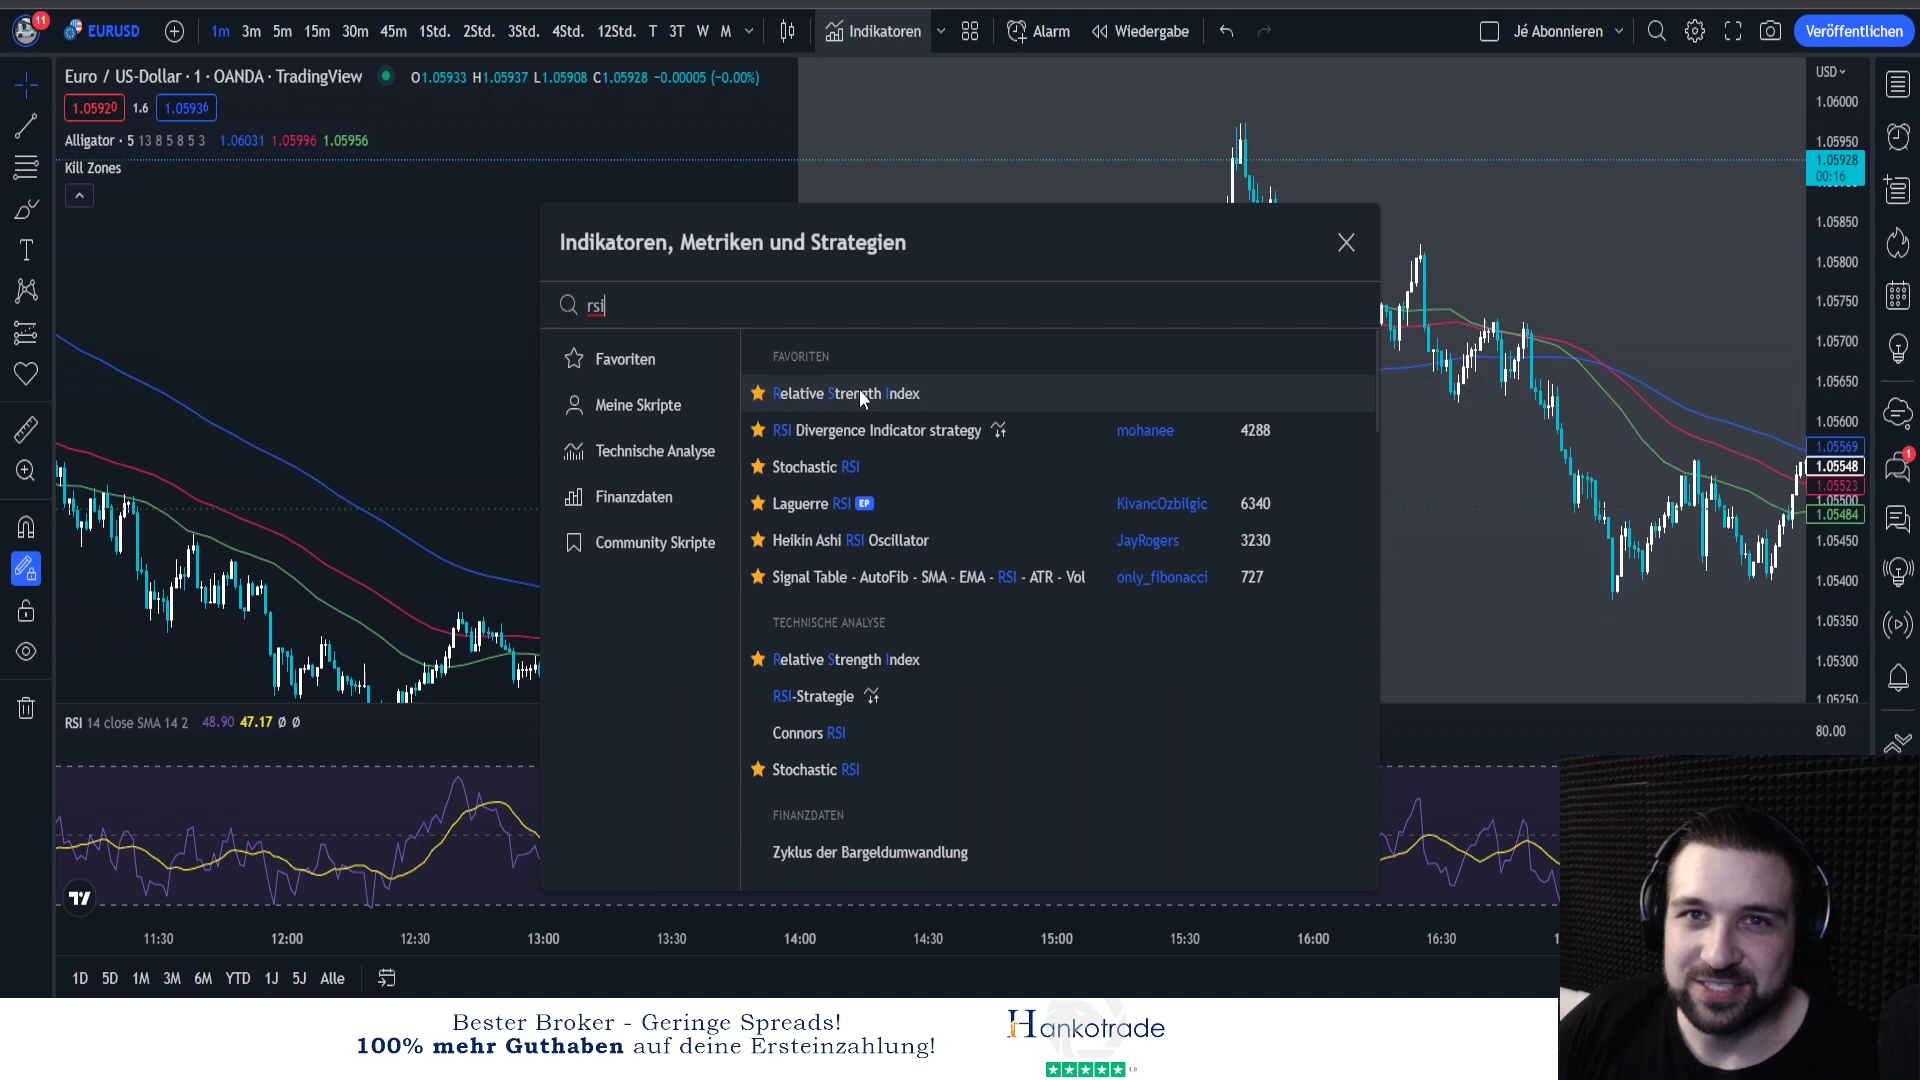 11
EURUSD
1m 3m 5m 15m 30m 45m 1Std. 2Std. 3Std. 4Std. 12Std. T 3T W M
Indikatoren
Alarm
Wiedergabe
Jé Abonnieren
Veröffentlichen
Euro / US-Dollar · 1 · OANDA · TradingView
O1.05933 H1.05937 L1.05908 C1.05928 −0.00005 (−0.00%)
1.05920 1.6 1.05936
Alligator · 5 13 8 5 8 5 3 1.06031 1.05996 1.05956
Kill Zones
USD
1.06000
1.05950
1.05928
00:16
1.05850
1.05800
1.05750
1.05700
1.05650
1.05600
1.05569
1.05548
1.05523
1.05500
1.05484
1.05450
1.05400
1.05350
1.05300
1.05250
80.00
1
Indikatoren, Metriken und Strategien
rsi
Favoriten
Meine Skripte
Technische Analyse
Finanzdaten
Community Skripte
FAVORITEN
Relative Strength Index
RSI Divergence Indicator strategy mohanee 4288
Stochastic RSI
Laguerre RSI EP KivancOzbilgic 6340
Heikin Ashi RSI Oscillator JayRogers 3230
Signal Table - AutoFib - SMA - EMA - RSI - ATR - Vol only_fibonacci 727
TECHNISCHE ANALYSE
Relative Strength Index
RSI-Strategie
Connors RSI
Stochastic RSI
FINANZDATEN
Zyklus der Bargeldumwandlung
RSI 14 close SMA 14 2 48.90 47.17 Ø Ø
11:30 12:00 12:30 13:00 13:30 14:00 14:30 15:00 15:30 16:00 16:30
1D 5D 1M 3M 6M YTD 1J 5J Alle
Bester Broker - Geringe Spreads!
100% mehr Guthaben auf deine Ersteinzahlung!
Hankotrade
4.8